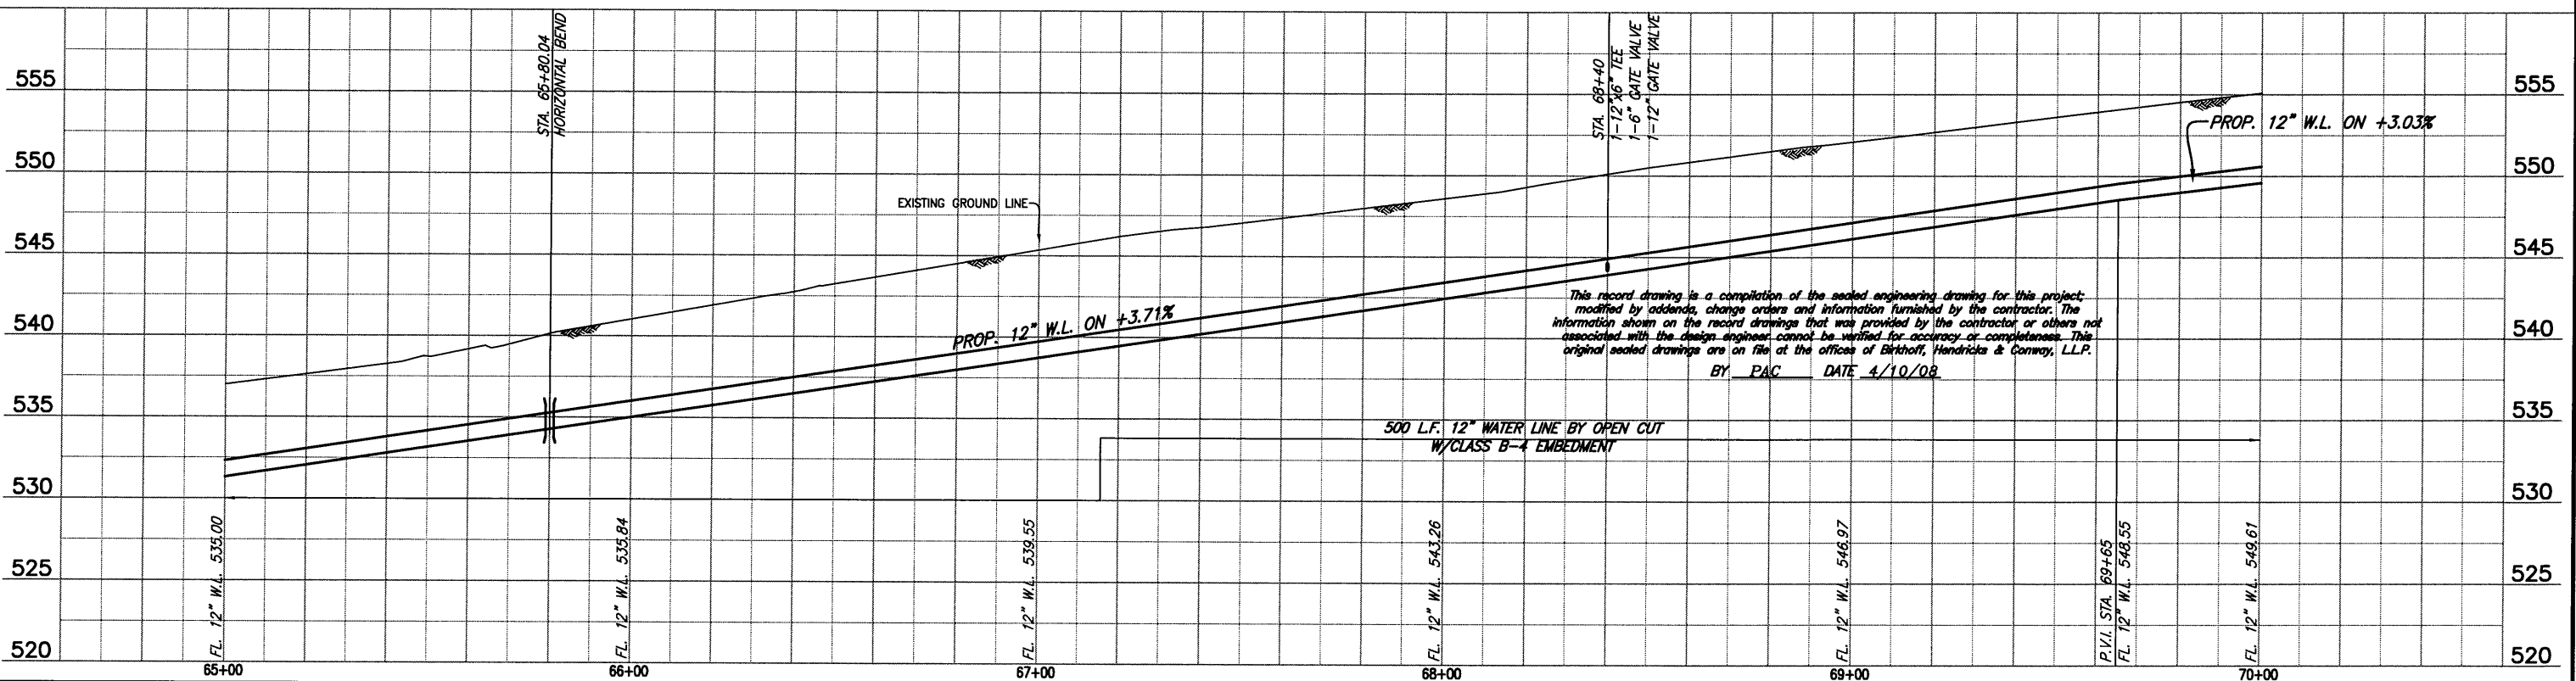 STA. 65+80.04
HORIZONTAL BEND
STA. 68+40
1-12"x6" TEE
1-6" GATE VALVE
1-12" GATE VALVE
555
555
PROP. 12" W.L. ON +3.03%
550
550
EXISTING GROUND LINE
545
545
PROP. 12" W.L. ON +3.71%
This record drawing is a compilation of the sealed engineering drawing for this project;
modified by addenda, change orders and information furnished by the contractor. The
information shown on the record drawings that was provided by the contractor or others not
associated with the design engineer cannot be verified for accuracy or completeness. This
original sealed drawings are on file at the offices of Birkhoff, Hendricks & Conway, L.L.P.
BY PAC DATE 4/10/08
540
540
535
535
500 L.F. 12" WATER LINE BY OPEN CUT
W/CLASS B-4 EMBEDMENT
530
530
FL. 12" W.L. 535.00
FL. 12" W.L. 535.84
FL. 12" W.L. 539.55
FL. 12" W.L. 543.26
FL. 12" W.L. 546.97
P.V.I. STA. 69+65
FL. 12" W.L. 548.55
FL. 12" W.L. 549.61
525
525
520
520
65+00
66+00
67+00
68+00
69+00
70+00